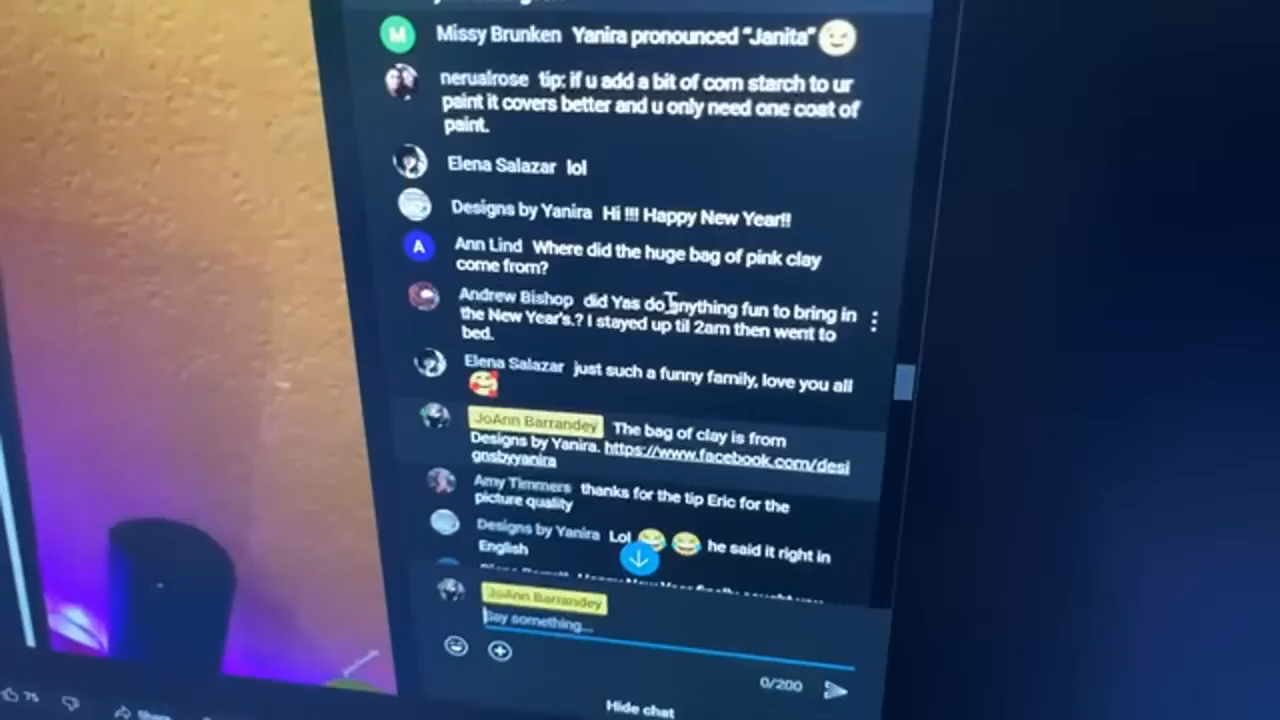 M Missy Brunken Yanira pronounced “Janita” 😉
nerualrose tip: if u add a bit of corn starch to ur
paint it covers better and u only need one coat of
paint.
Elena Salazar lol
Designs by Yanira Hi !!! Happy New Year!!
A Ann Lind Where did the huge bag of pink clay
come from?
Andrew Bishop did Yas do anything fun to bring in
the New Year's.? I stayed up til 2am then went to
bed.
Elena Salazar just such a funny family, love you all
🥰
JoAnn Barrandey The bag of clay is from
Designs by Yanira. https://www.facebook.com/desi
gnsbyyanira
Amy Timmers thanks for the tip Eric for the
picture quality
Designs by Yanira Lol 😂 😂 he said it right in
English
JoAnn Barrandey
Say something...
0/200
Hide chat
75
Share